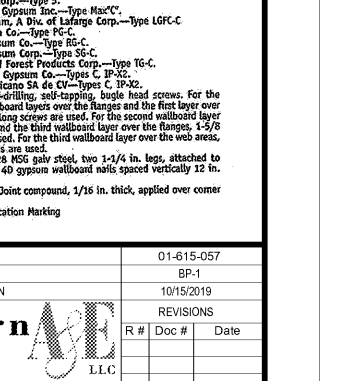 Gypsum Inc.—Type Max"C".
m, A Div. of Lafarge Corp.—Type LGFC-C
Co.—Type PG-C.
sum Co.—Type RG-C.
sum Corp.—Type SG-C.
Forest Products Corp.—Type TG-C.
Gypsum Co.—Types C, IP-X2.
icano SA de CV—Types C, IP-X2.
-drilling, self-tapping, bugle head screws. For the
board layers over the flanges and the first layer over
long screws are used. For the second wallboard layer
nd the third wallboard layer over the flanges, 1-5/8
sed. For the third wallboard layer over the web areas,
s are used.
28 MSG galv steel, two 1-1/4 in. legs, attached to
4D gypsum wallboard nails spaced vertically 12 in.
Joint compound, 1/16 in. thick, applied over corner
cation Marking
01-615-057
BP-1
N 10/15/2019
REVISIONS
R # Doc # Date
rn A&E
LLC